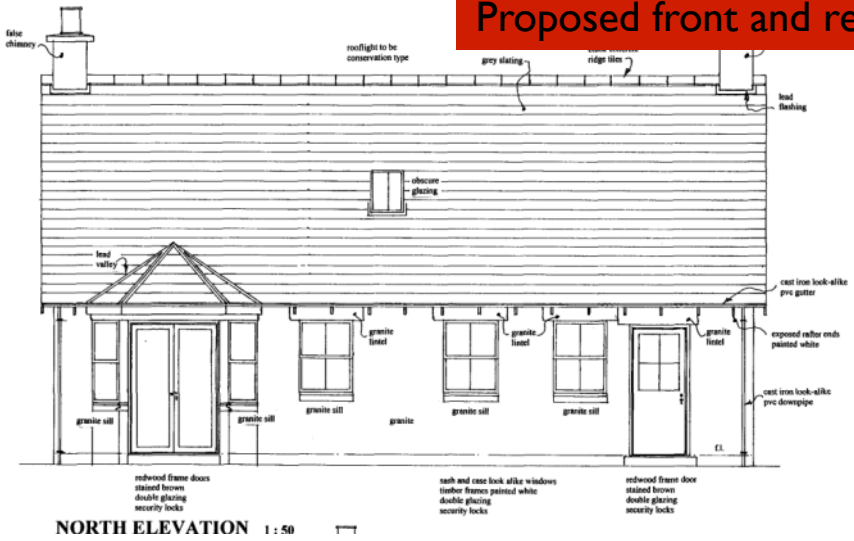 Proposed front and re
false
chimney
rooflight to be
conservation type
grey slating
ridge tiles
lead
flashing
obscure
glazing
lead
valley
cast iron look-alike
pvc gutter
granite
lintel
granite
lintel
granite
lintel
exposed rafter ends
painted white
cast iron look-alike
pvc downpipe
granite sill
granite sill
granite sill
granite
granite sill
granite sill
f.l.
redwood frame doors
stained brown
double glazing
security locks
sash and case look alike windows
timber frames painted white
double glazing
security locks
redwood frame door
stained brown
double glazing
security locks
NORTH ELEVATION 1 : 50